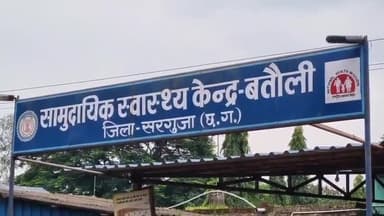 सामुदायिक स्वास्थ्य केन्द्र-बतौली
जिला-सरगुजा (छ.ग.)